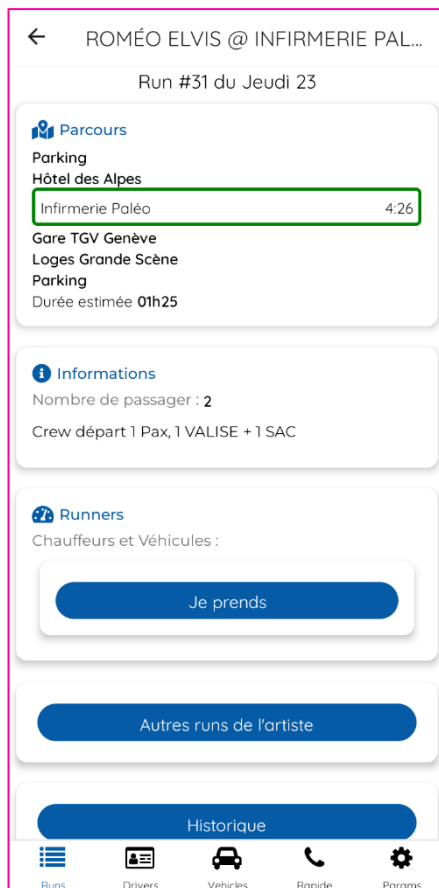 ROMÉO ELVIS @ INFIRMERIE PAL...
Run #31 du Jeudi 23
Parcours
Parking
Hôtel des Alpes
Infirmerie Paléo 4:26
Gare TGV Genève
Loges Grande Scène
Parking
Durée estimée 01h25
Informations
Nombre de passager : 2
Crew départ 1 Pax, 1 VALISE + 1 SAC
Runners
Chauffeurs et Véhicules :
Je prends
Autres runs de l'artiste
Historique
Runs Drivers Vehicles Rapide Params